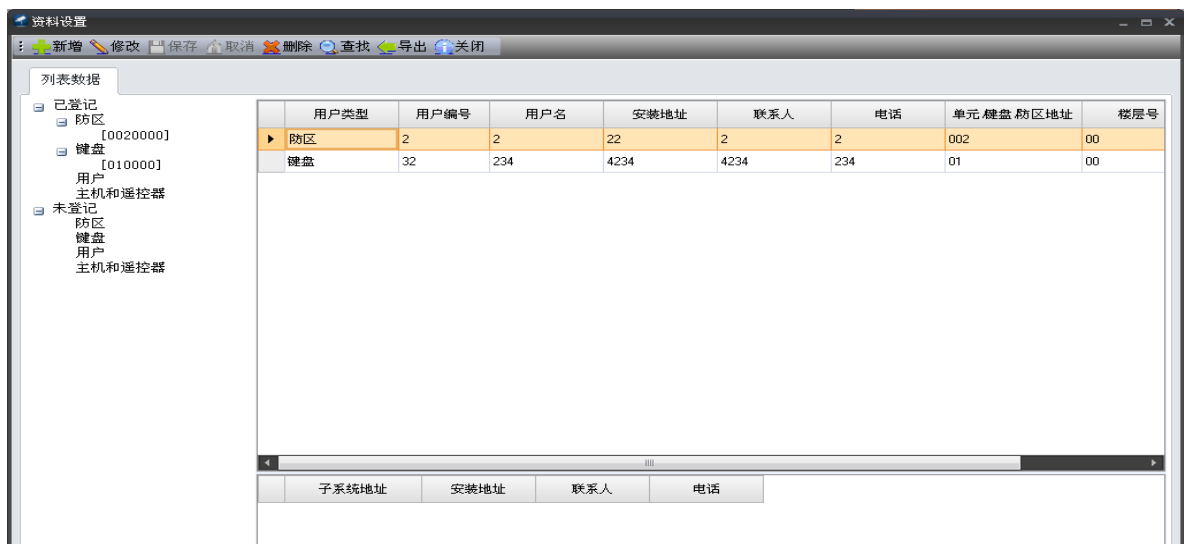 资料设置
新增 修改 保存 取消 删除 查找 导出 关闭
列表数据
已登记
防区
[0020000]
键盘
[010000]
用户
主机和遥控器
未登记
防区
键盘
用户
主机和遥控器
用户类型 用户编号 用户名 安装地址 联系人 电话 单元,键盘,防区地址 楼层号
防区 2 2 22 2 2 002 00
键盘 32 234 4234 4234 234 01 00
子系统地址 安装地址 联系人 电话